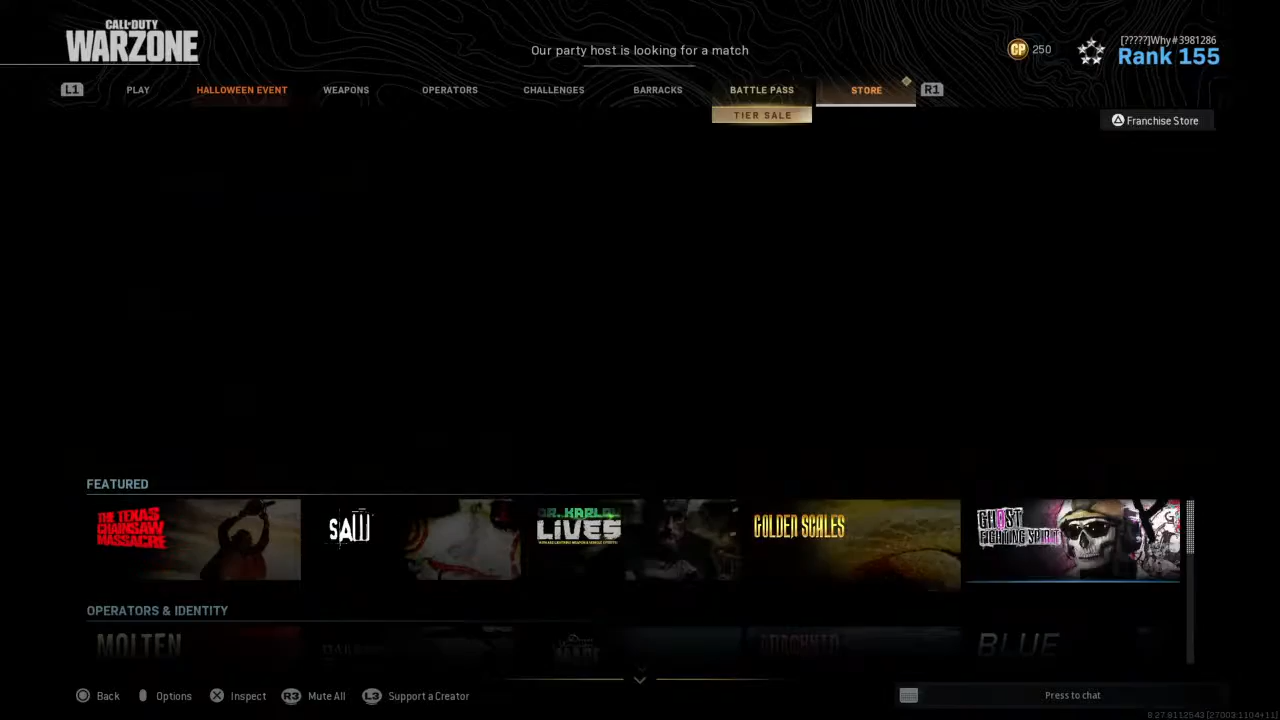 CALL·DUTY
WARZONE
Our party host is looking for a match
CP 250
[?????]Why#3981286
Rank 155
L1 PLAY HALLOWEEN EVENT WEAPONS OPERATORS CHALLENGES BARRACKS BATTLE PASS STORE R1
TIER SALE
Franchise Store
FEATURED
THE TEXAS
CHAINSAW
MASSACRE
SAW
DR. KARLOV
LIVES
GOLDEN SCALES
GHOST
FIGHTING SPIRIT
OPERATORS & IDENTITY
MOLTEN
BLUE
Back Options Inspect R3 Mute All L3 Support a Creator
Press to chat